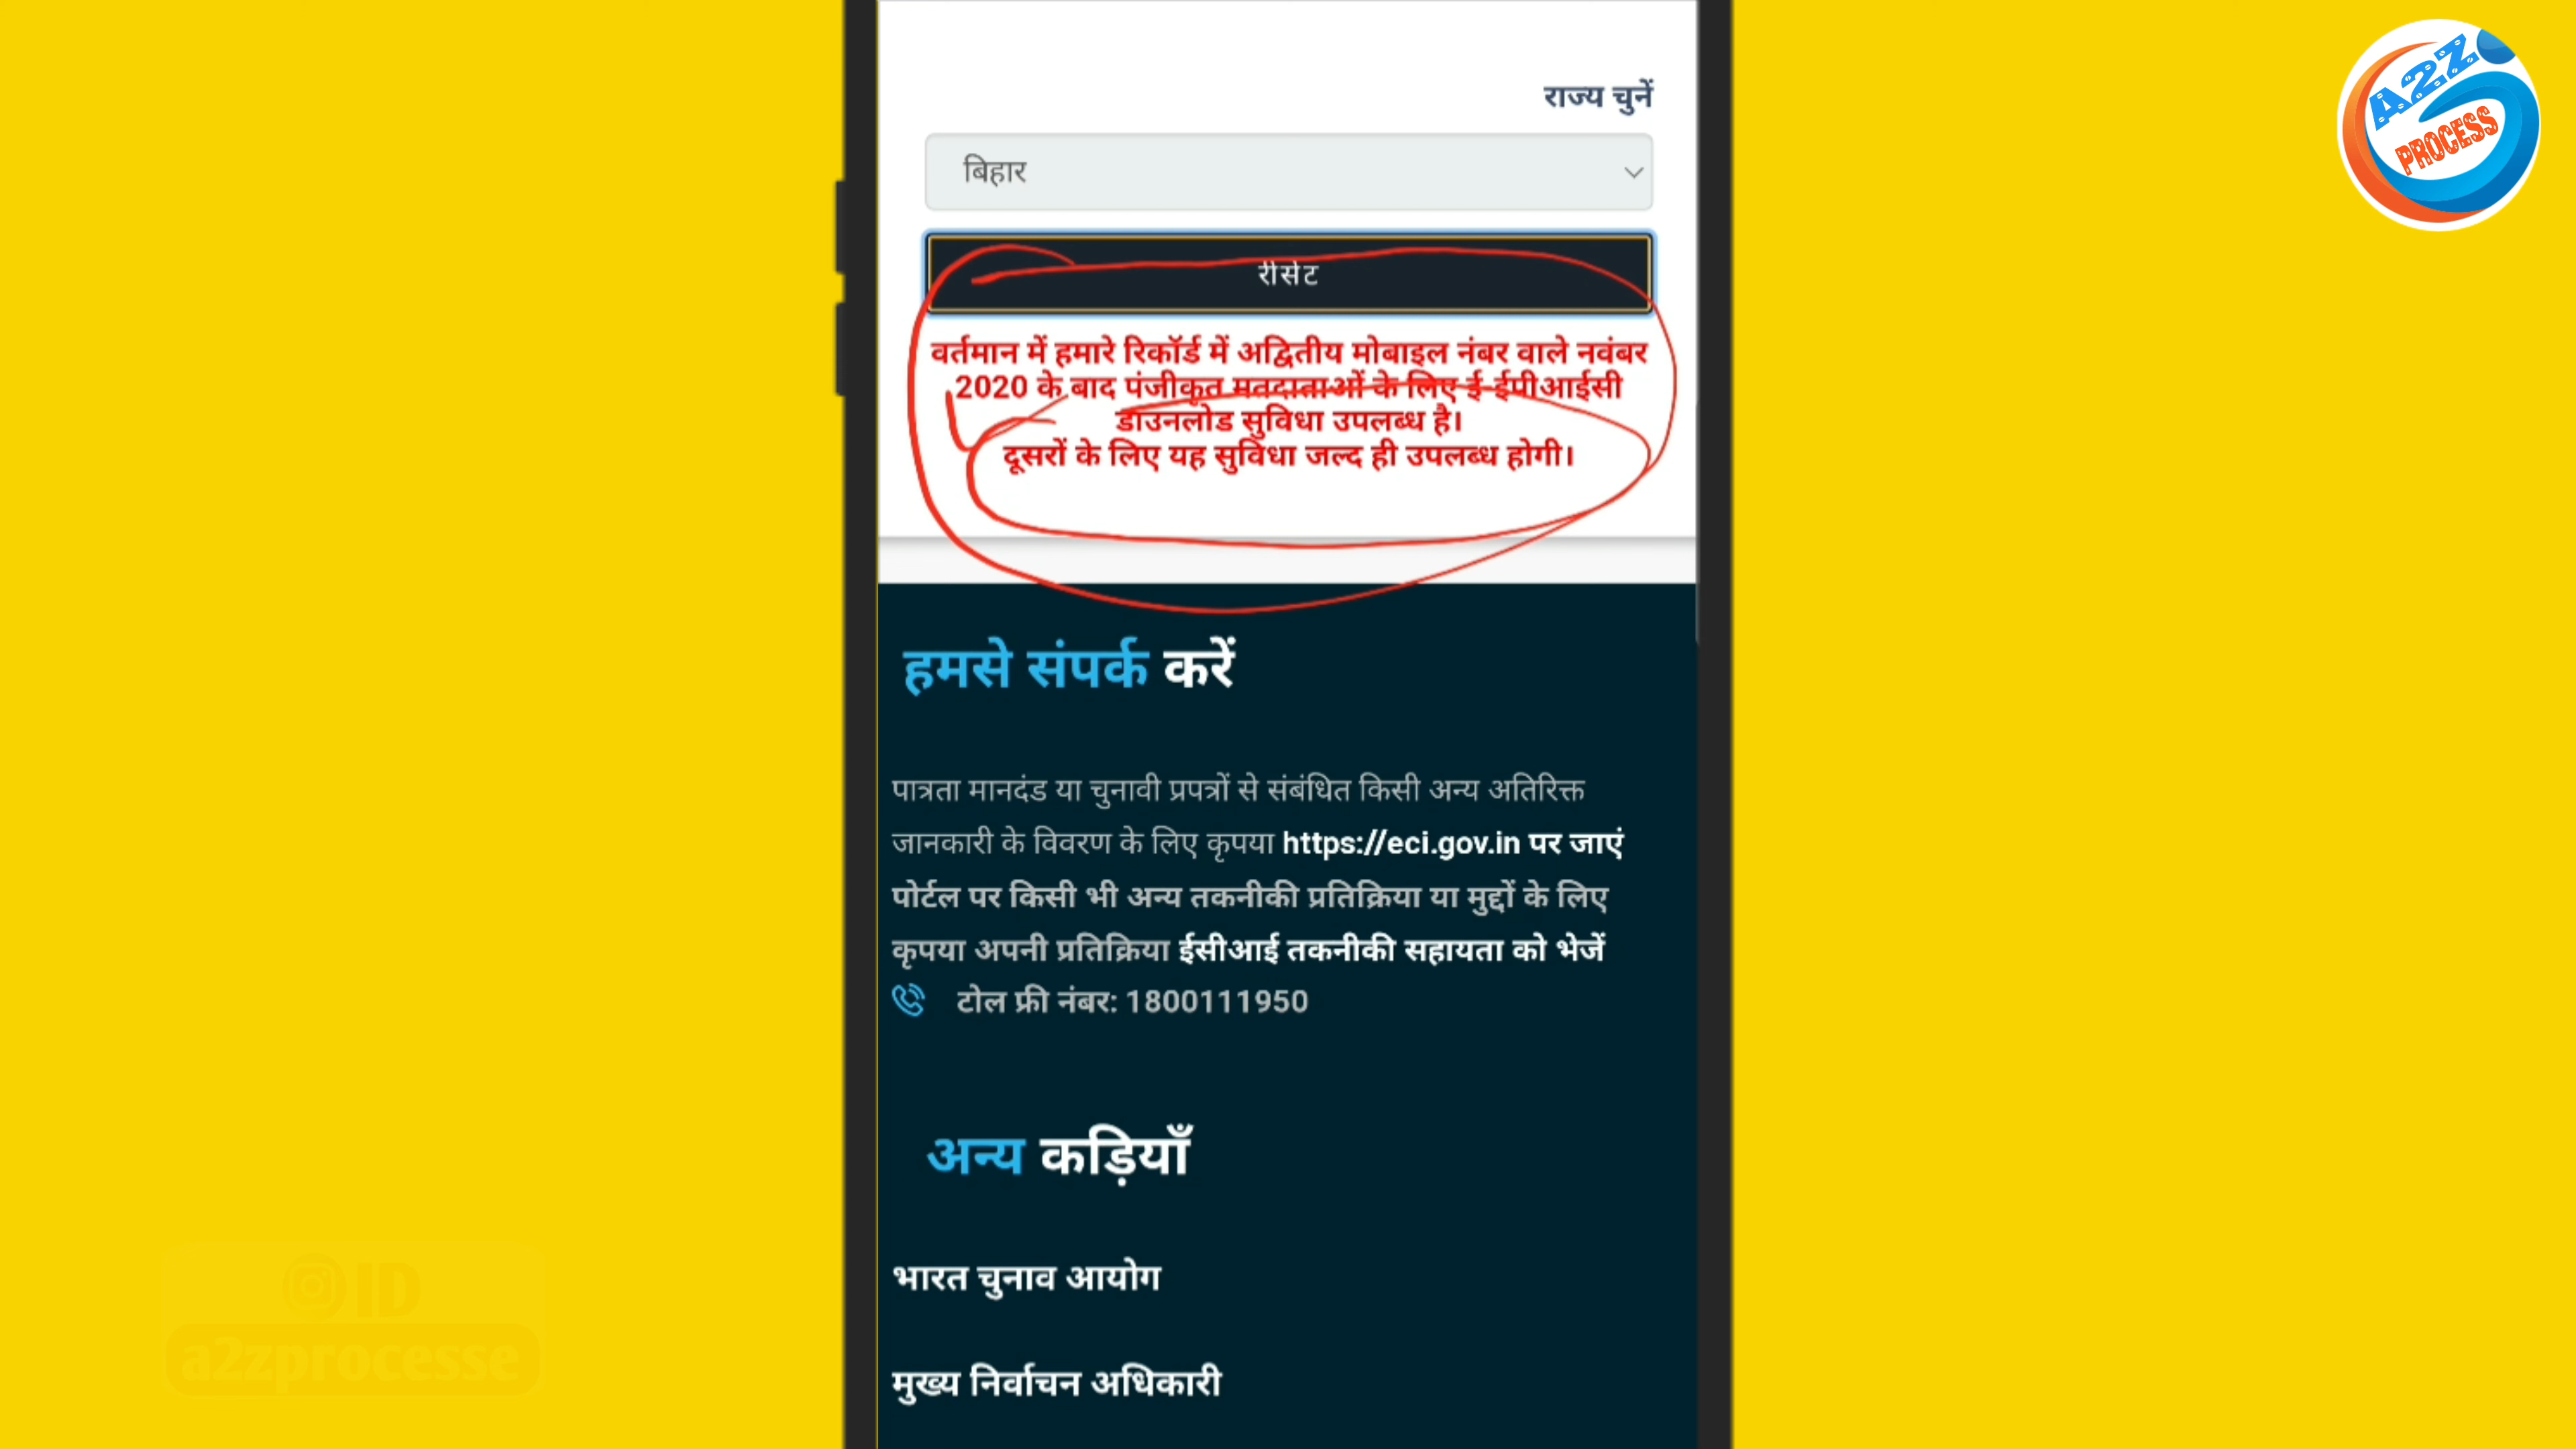 राज्य चुनें
बिहार
रीसेट
वर्तमान में हमारे रिकॉर्ड में अद्वितीय मोबाइल नंबर वाले नवंबर
2020 के बाद पंजीकृत मतदाताओं के लिए ई-ईपीआईसी
डाउनलोड सुविधा उपलब्ध है।
दूसरों के लिए यह सुविधा जल्द ही उपलब्ध होगी।
हमसे संपर्क करें
पात्रता मानदंड या चुनावी प्रपत्रों से संबंधित किसी अन्य अतिरिक्त
जानकारी के विवरण के लिए कृपया https://eci.gov.in पर जाएं
पोर्टल पर किसी भी अन्य तकनीकी प्रतिक्रिया या मुद्दों के लिए
कृपया अपनी प्रतिक्रिया ईसीआई तकनीकी सहायता को भेजें
टोल फ्री नंबर: 1800111950
अन्य कड़ियाँ
भारत चुनाव आयोग
मुख्य निर्वाचन अधिकारी
A2Z
PROCESS
ID
a2zprocesse